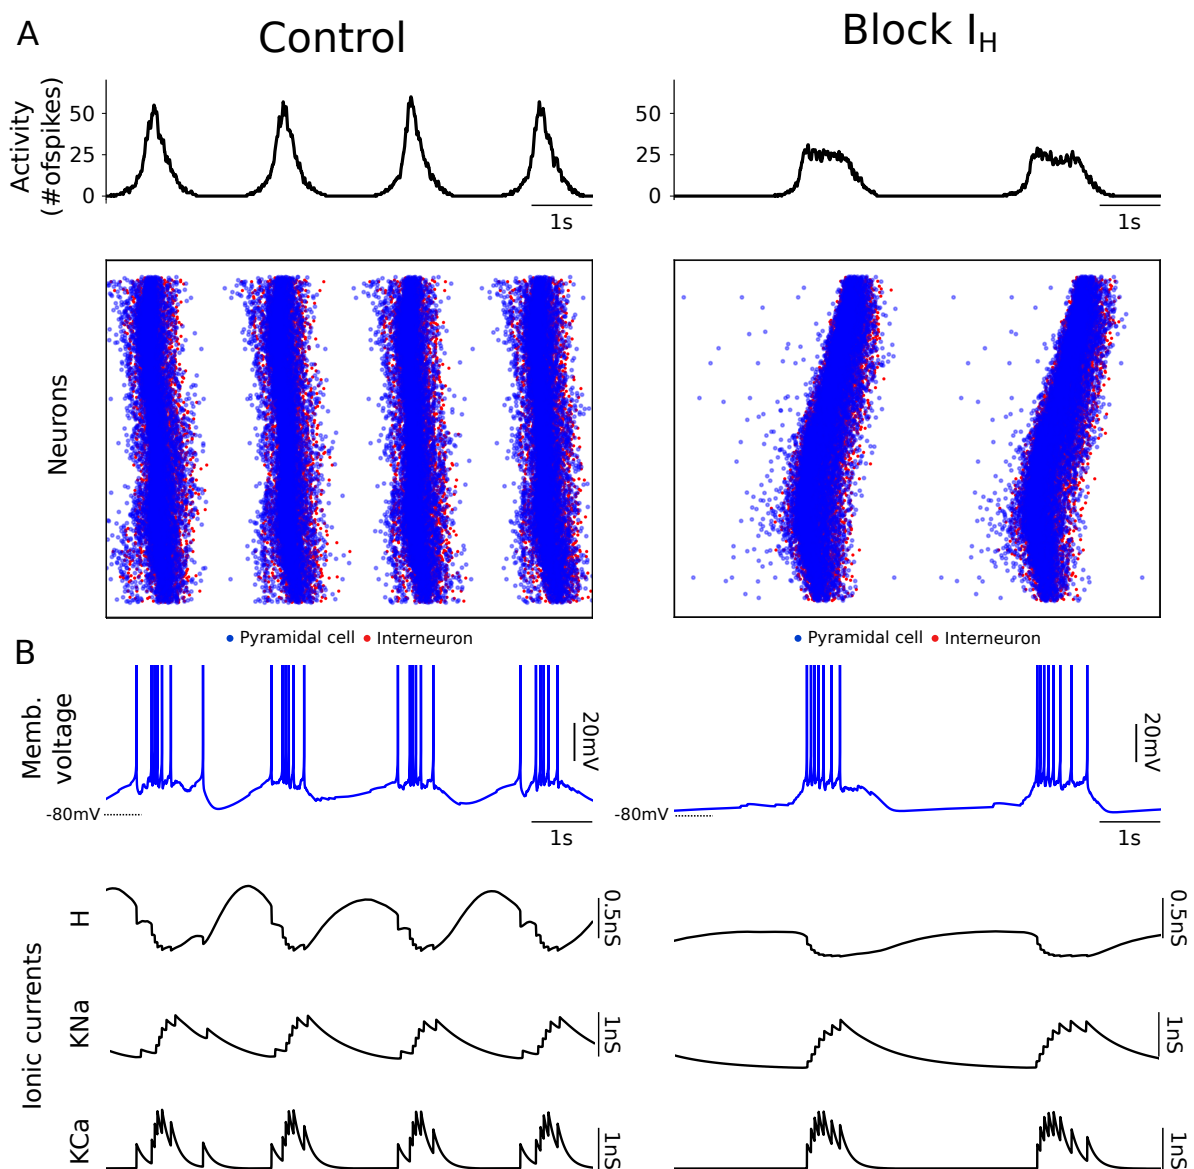 A
Control
Block IH
Activity
(#ofspikes)
50
25
0
1s
50
25
0
1s
Neurons
Pyramidal cell
Interneuron
Pyramidal cell
Interneuron
B
Memb.
voltage
20mV
-80mV
1s
20mV
-80mV
1s
Ionic currents
H
0.5nS
0.5nS
KNa
1nS
1nS
KCa
1nS
1nS